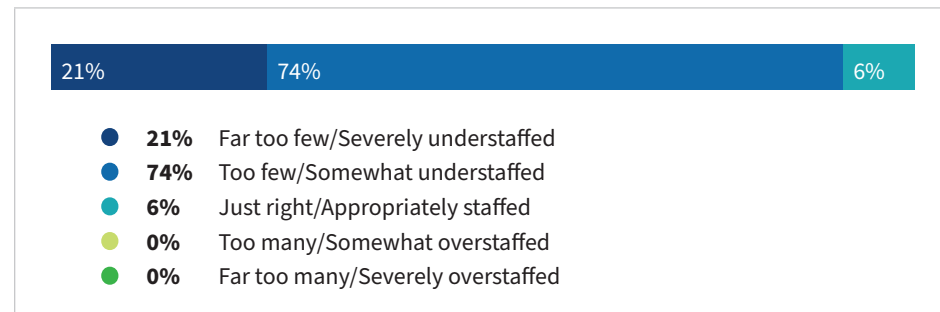 21% 74% 6%
21% Far too few/Severely understaffed
74% Too few/Somewhat understaffed
6% Just right/Appropriately staffed
0% Too many/Somewhat overstaffed
0% Far too many/Severely overstaffed